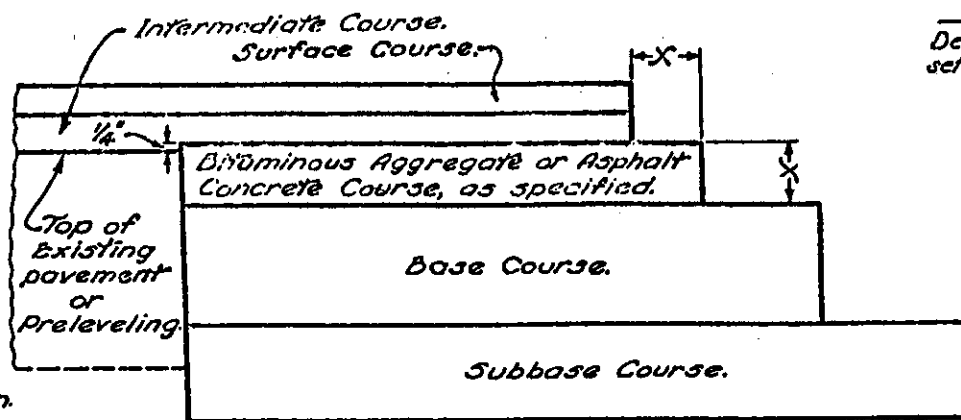 Intermediate Course.
Surface Course.
X
1/4"
Bituminous Aggregate or Asphalt
Concrete Course, as specified.
X
Top of
Existing
pavement
or
Preleveling.
Base Course.
Subbase Course.